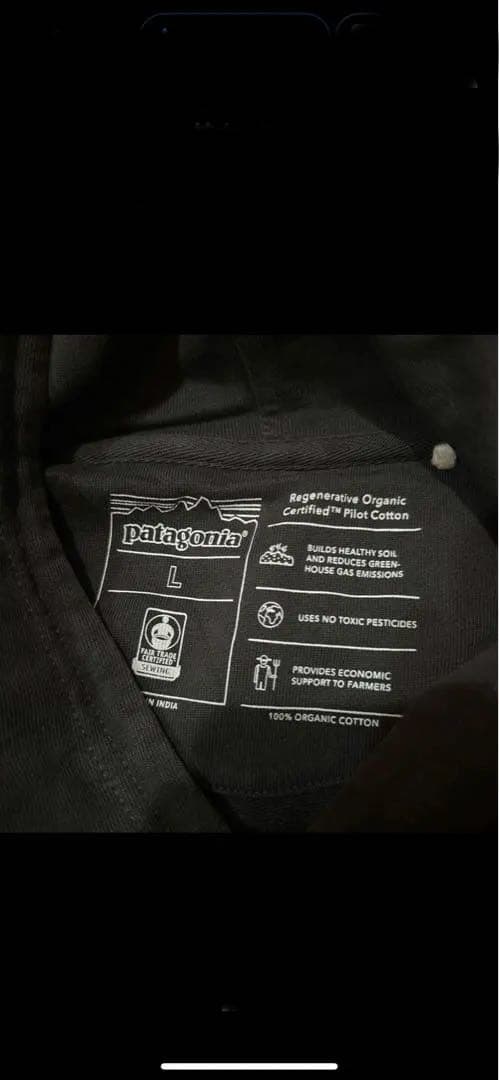 patagonia®
L
FAIR TRADE
CERTIFIED
SEWING
N INDIA
Regenerative Organic
Certified™ Pilot Cotton
BUILDS HEALTHY SOIL
AND REDUCES GREEN-
HOUSE GAS EMISSIONS
USES NO TOXIC PESTICIDES
PROVIDES ECONOMIC
SUPPORT TO FARMERS
100% ORGANIC COTTON